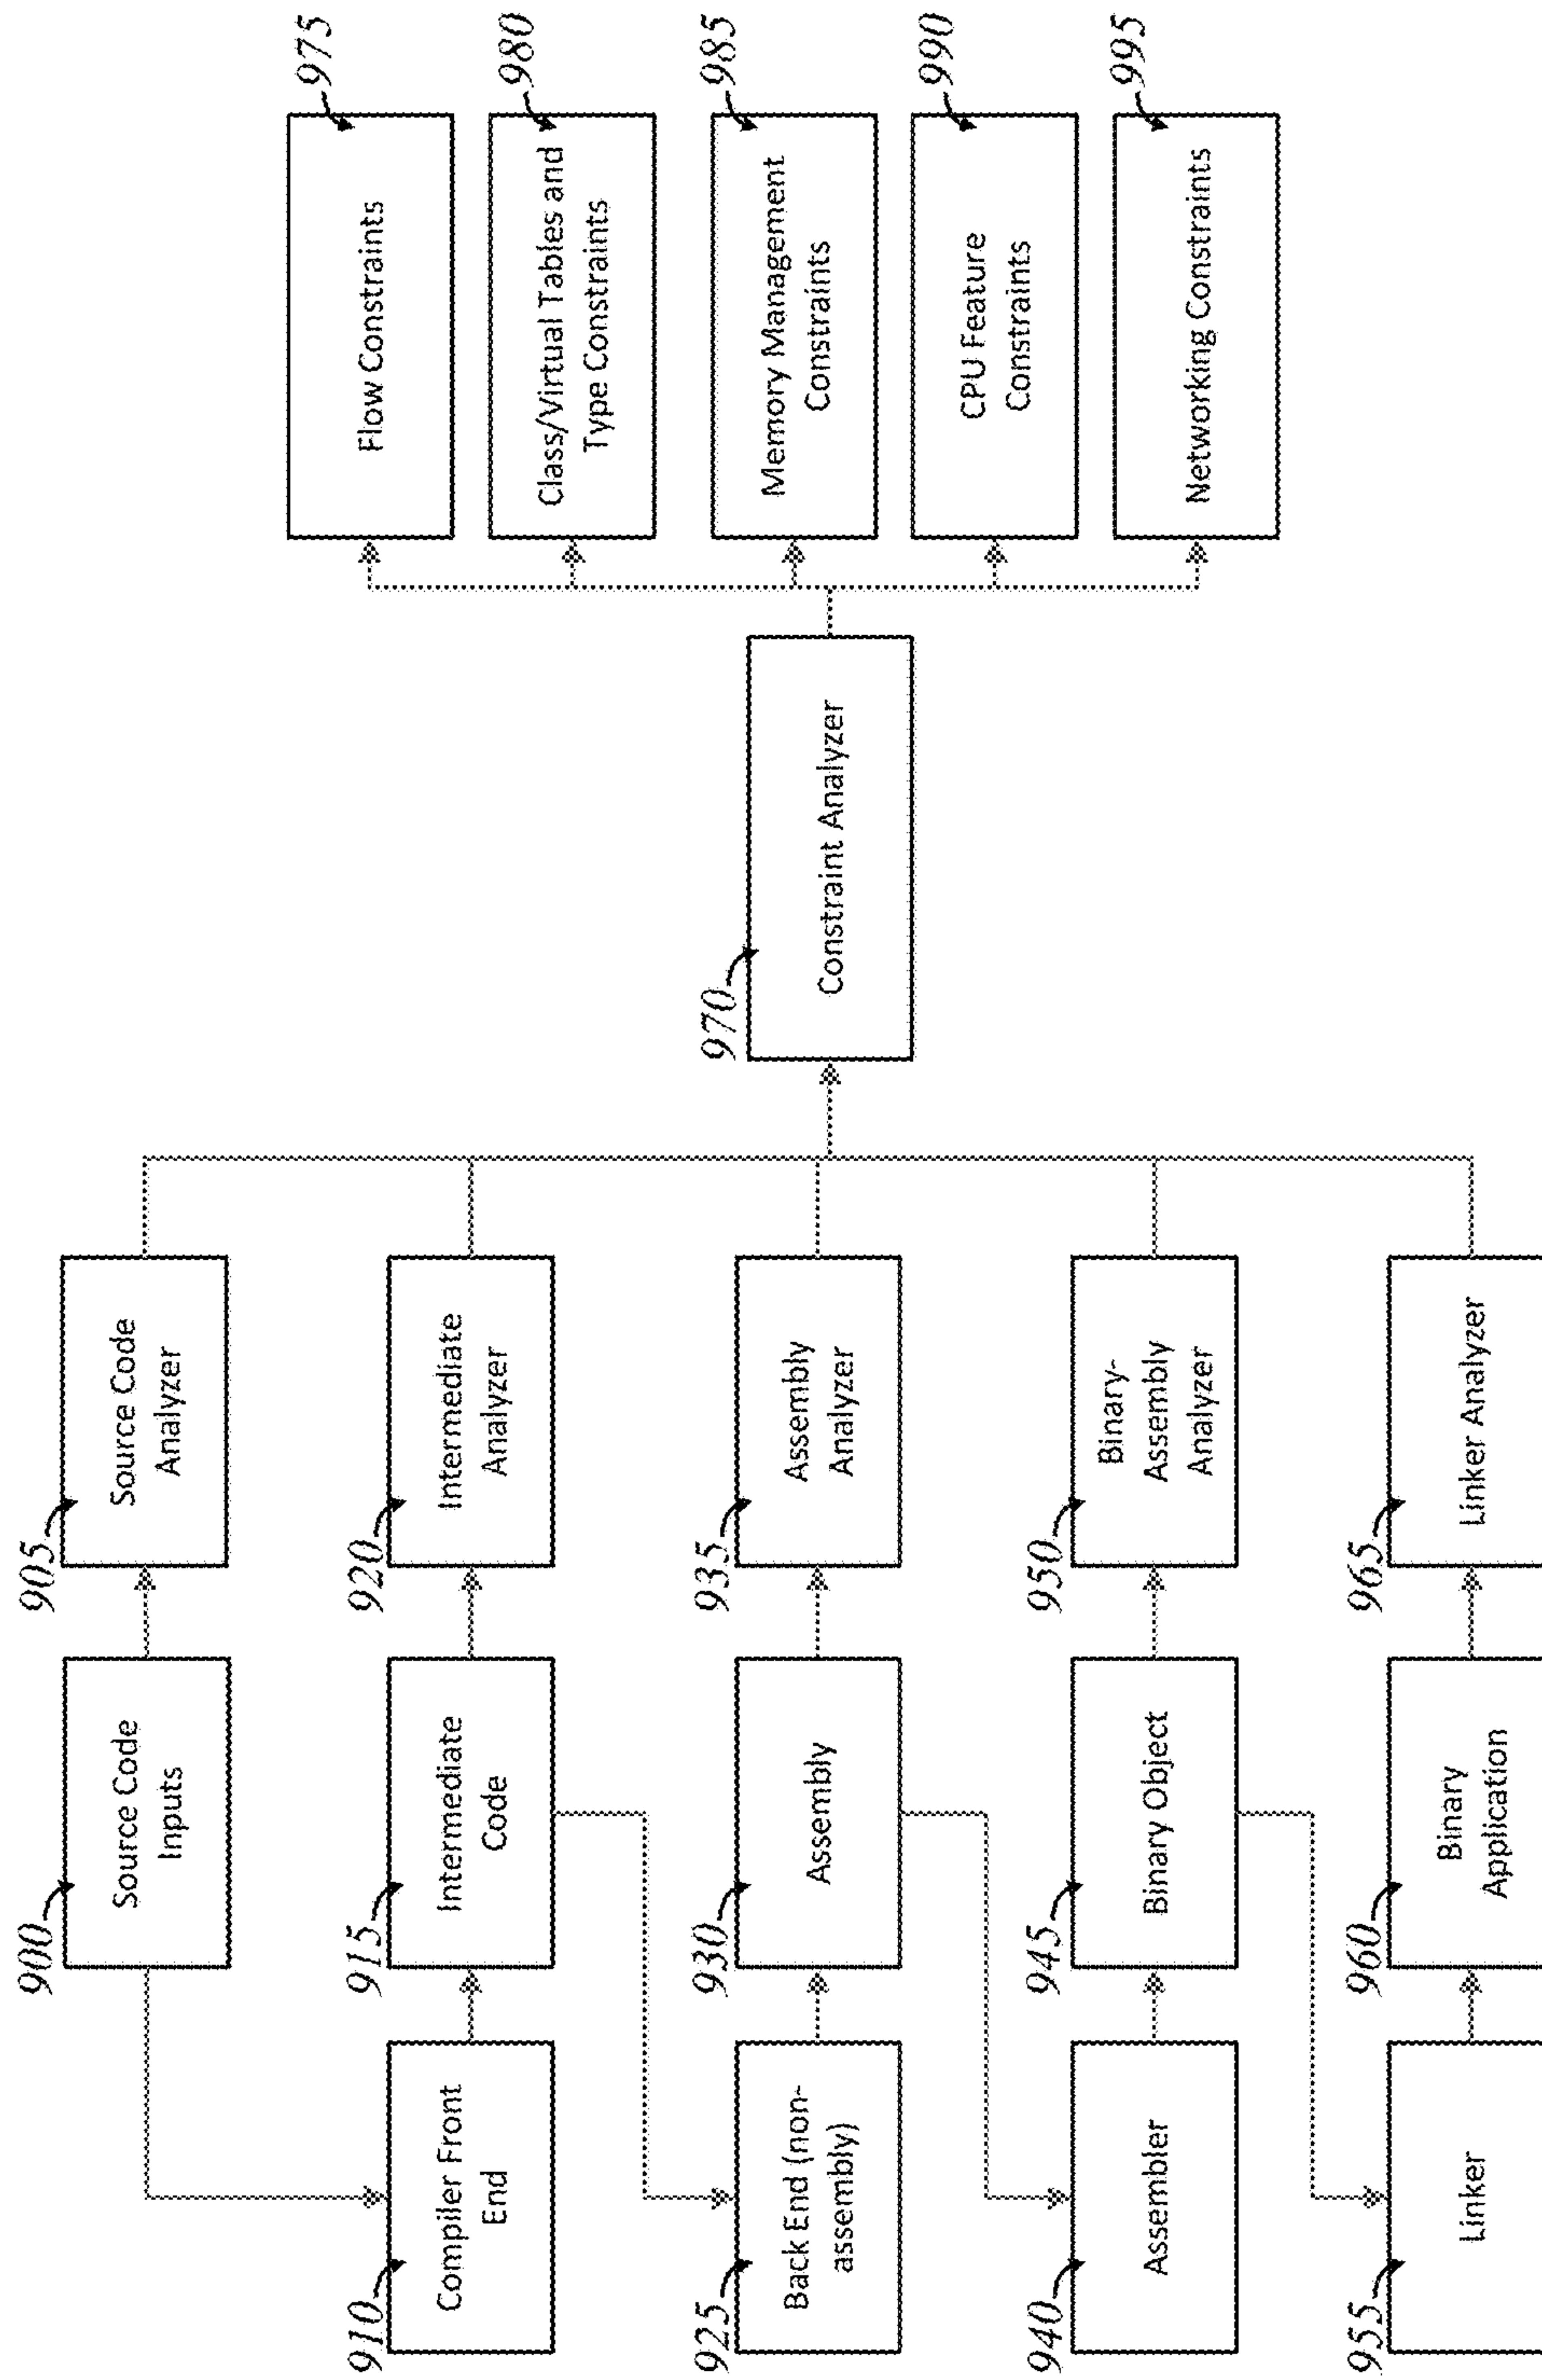 900
Source Code
Inputs
905
Source Code
Analyzer
910
Compiler Front
End
915
Intermediate
Code
920
Intermediate
Analyzer
925
Back End (non-
assembly)
930
Assembly
935
Assembly
Analyzer
940
Assembler
945
Binary Object
950
Binary-
Assembly
Analyzer
955
Linker
960
Binary
Application
965
Linker Analyzer
970
Constraint Analyzer
975
Flow Constraints
980
Class/Virtual Tables and
Type Constraints
985
Memory Management
Constraints
990
CPU Feature
Constraints
995
Networking Constraints